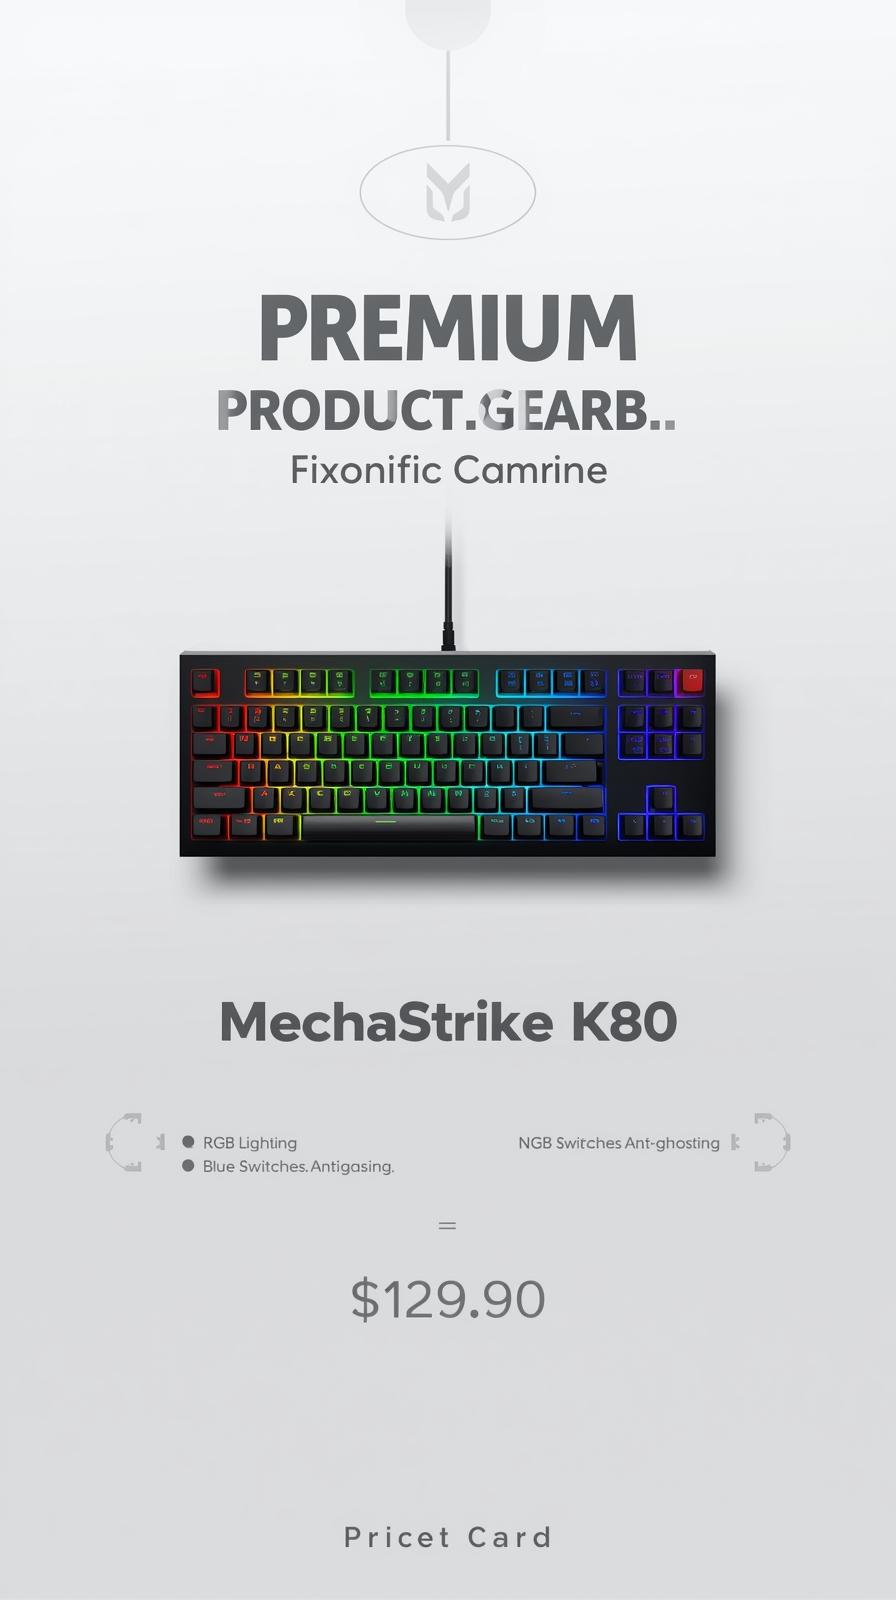 PREMIUM
PRODUCT.GEARB..
Fixonific Camrine
MechaStrike K80
RGB Lighting
Blue Switches. Antigasing.
NGB Switches Ant-ghosting
=
$129.90
Pricet Card